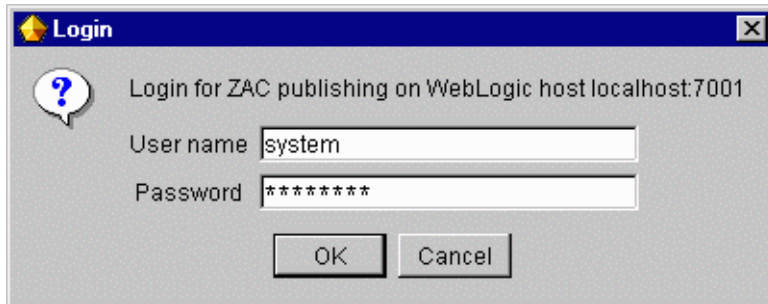 Login
Login for ZAC publishing on WebLogic host localhost:7001
User name system
Password ********
OK Cancel